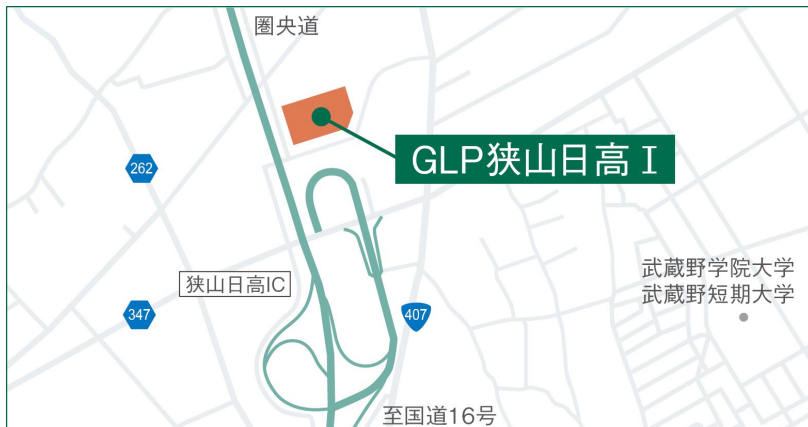 圏央道
GLP狭山日高Ⅰ
262
武蔵野学院大学
武蔵野短期大学
狭山日高IC
347
407
至国道16号